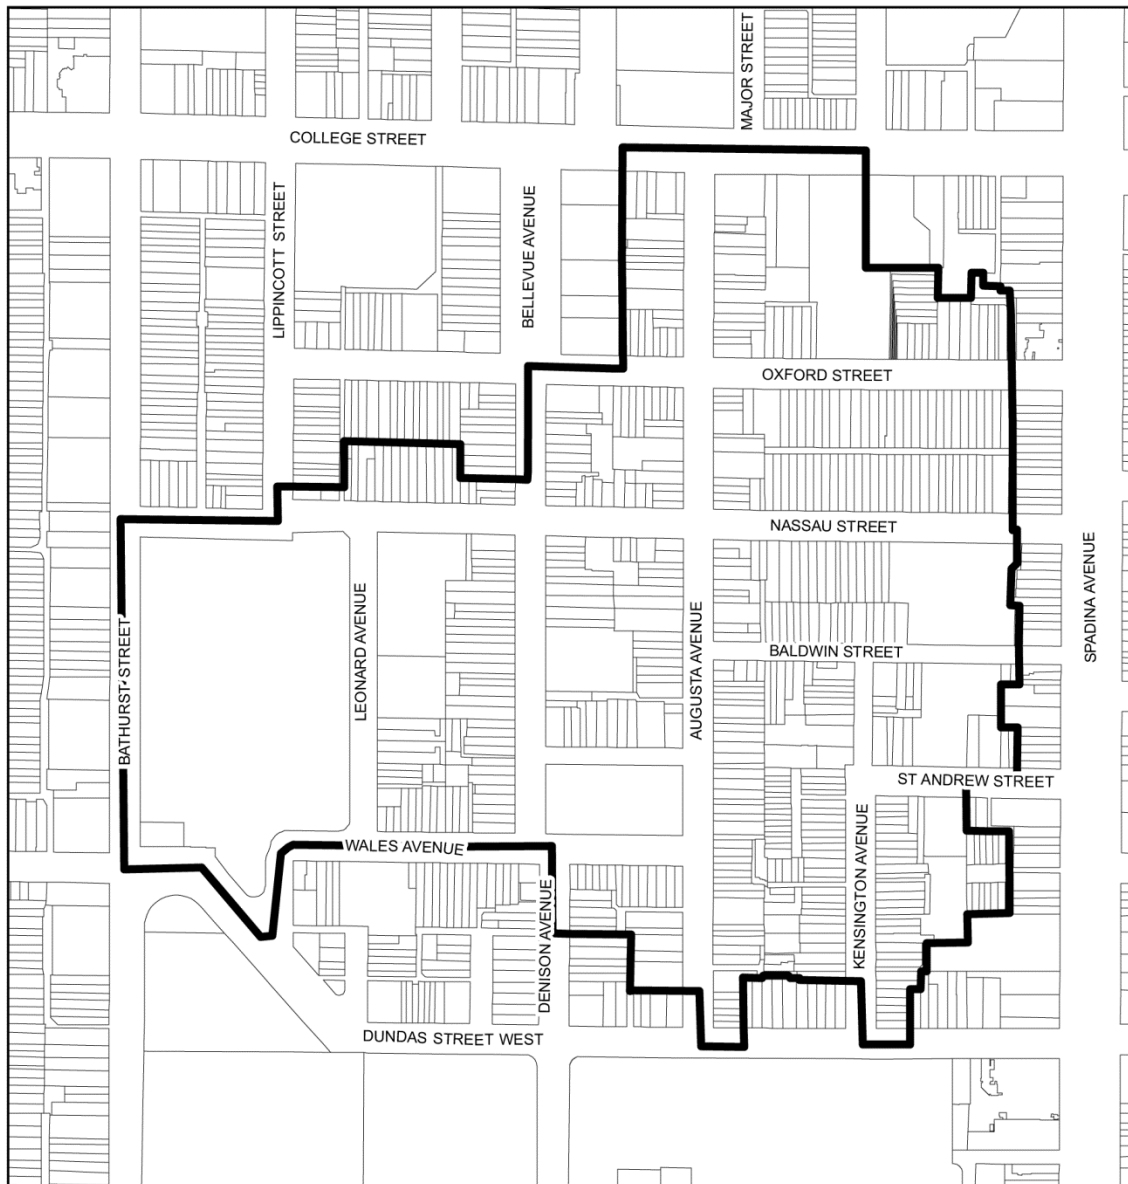 MAJOR STREET
COLLEGE STREET
LIPPINCOTT STREET
BELLEVUE AVENUE
OXFORD STREET
NASSAU STREET
SPADINA AVENUE
LEONARD AVENUE
BATHURST STREET
AUGUSTA AVENUE
BALDWIN STREET
ST ANDREW STREET
KENSINGTON AVENUE
WALES AVENUE
DENISON AVENUE
DUNDAS STREET WEST